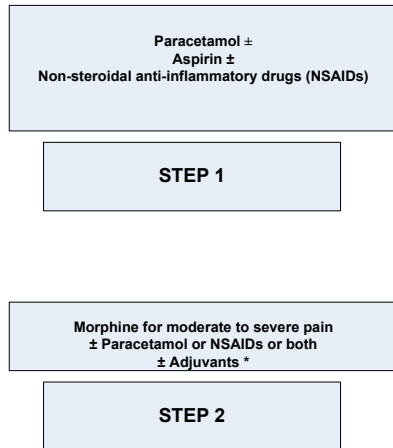 Paracetamol ±
Aspirin ±
Non-steroidal anti-inflammatory drugs (NSAIDs)
STEP 1
Morphine for moderate to severe pain
± Paracetamol or NSAIDs or both
± Adjuvants *
STEP 2